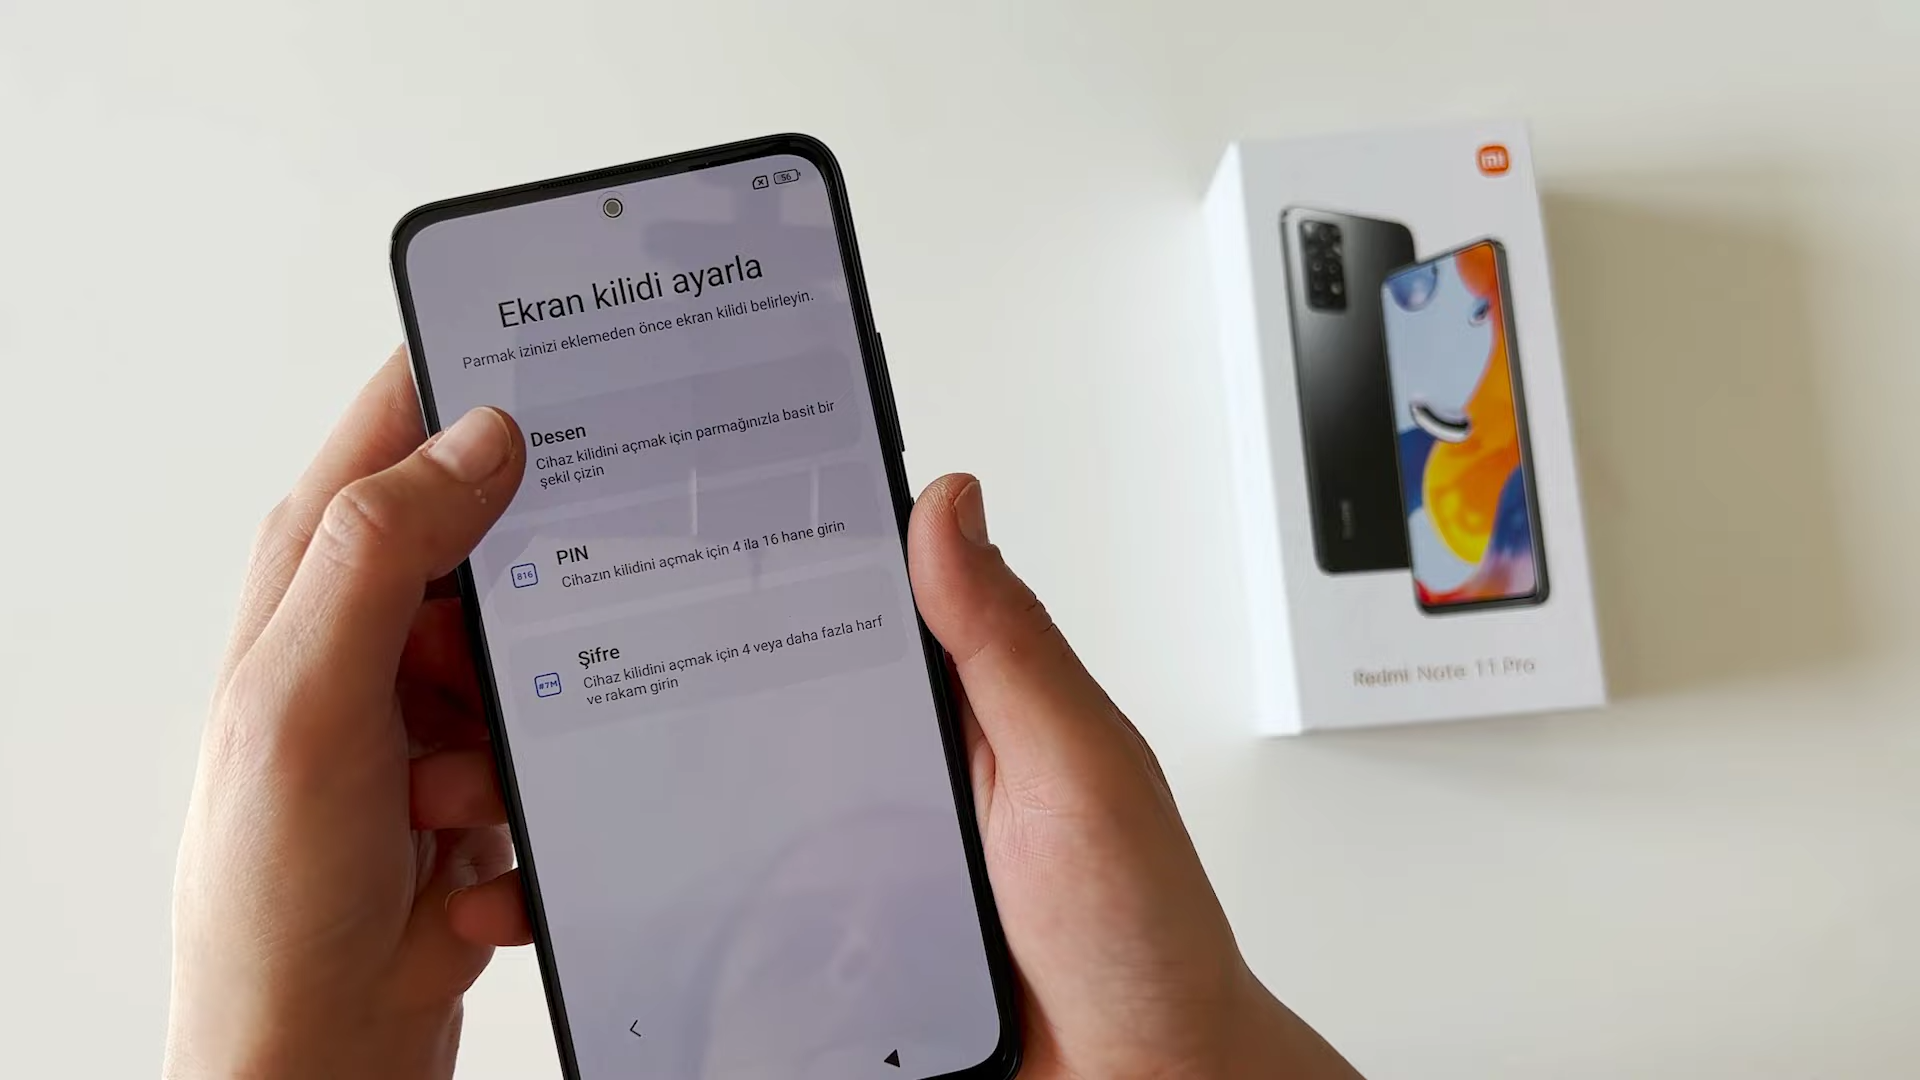 56
Ekran kilidi ayarla
Parmak izinizi eklemeden önce ekran kilidi belirleyin.
Desen
Cihaz kilidini açmak için parmağınızla basit bir
şekil çizin
816
PIN
Cihazın kilidini açmak için 4 ila 16 hane girin
#7M
Şifre
Cihaz kilidini açmak için 4 veya daha fazla harf
ve rakam girin
mi
Redmi Note 11 Pro